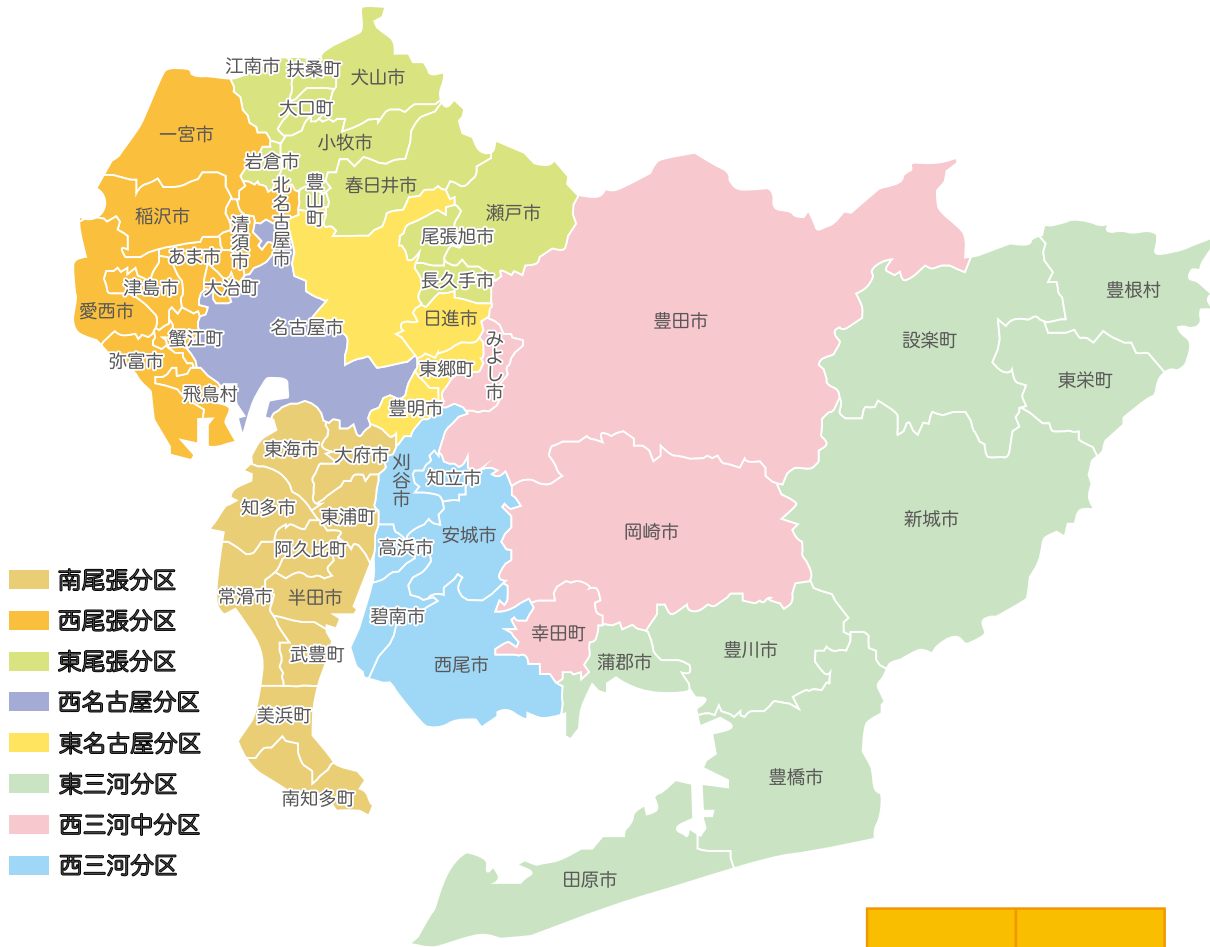 江南市
扶桑町
犬山市
大口町
一宮市
小牧市
岩倉市
北名古屋市
豊山町
春日井市
稲沢市
清須市
瀬戸市
尾張旭市
あま市
津島市
大治町
長久手市
愛西市
日進市
名古屋市
蟹江町
弥富市
みよし市
東郷町
飛島村
豊明市
豊田市
設楽町
豊根村
東栄町
東海市
大府市
刈谷市
知立市
知多市
東浦町
安城市
岡崎市
新城市
阿久比町
高浜市
常滑市
半田市
碧南市
幸田町
武豊町
西尾市
蒲郡市
豊川市
美浜町
豊橋市
南知多町
田原市
南尾張分区
西尾張分区
東尾張分区
西名古屋分区
東名古屋分区
東三河分区
西三河中分区
西三河分区